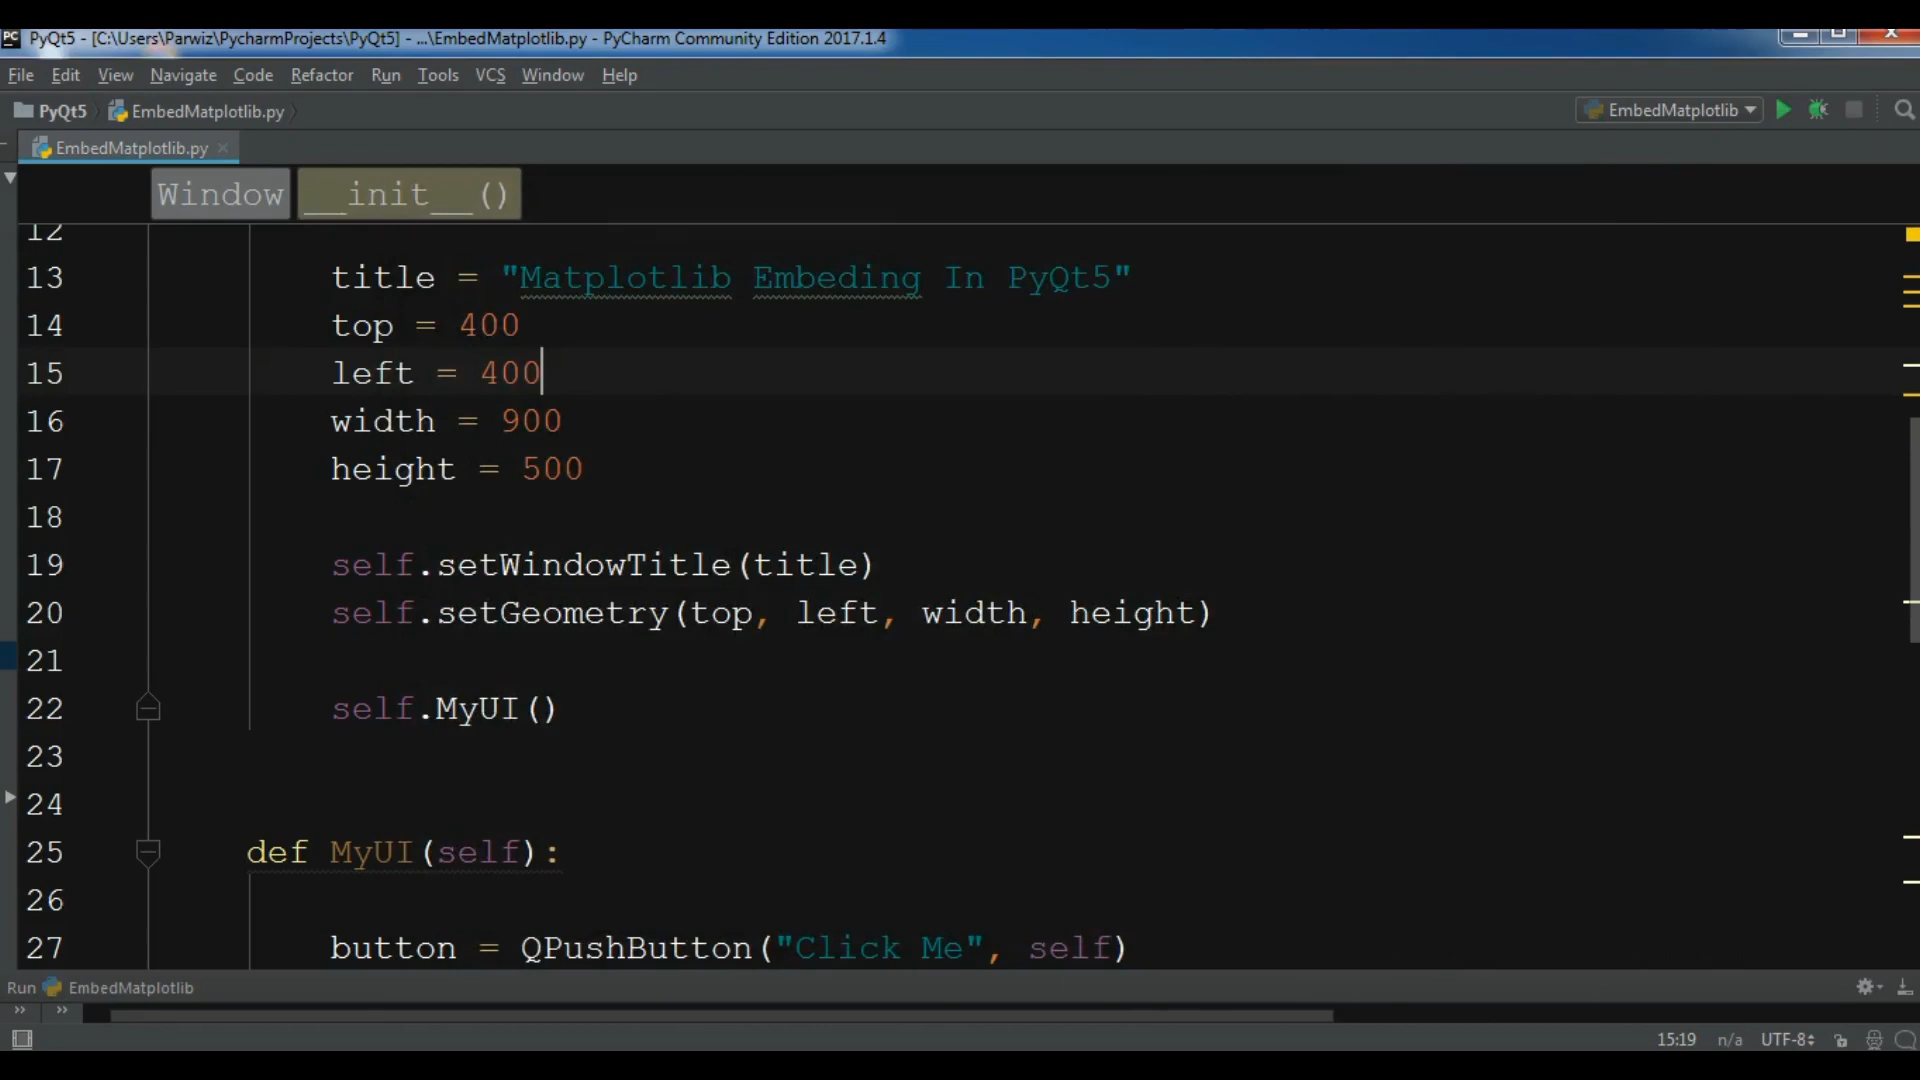 PyQt5 - [C:\Users\Parwiz\PycharmProjects\PyQt5] - ...\EmbedMatplotlib.py - PyCharm Community Edition 2017.1.4
File Edit View Navigate Code Refactor Run Tools VCS Window Help
PyQt5 EmbedMatplotlib.py EmbedMatplotlib
EmbedMatplotlib.py
Window __init__()
12
13 title = "Matplotlib Embeding In PyQt5"
14 top = 400
15 left = 400
16 width = 900
17 height = 500
18
19 self.setWindowTitle(title)
20 self.setGeometry(top, left, width, height)
21
22 self.MyUI()
23
24
25 def MyUI(self):
26
27 button = QPushButton("Click Me", self)
Run EmbedMatplotlib
15:19 n/a UTF-8